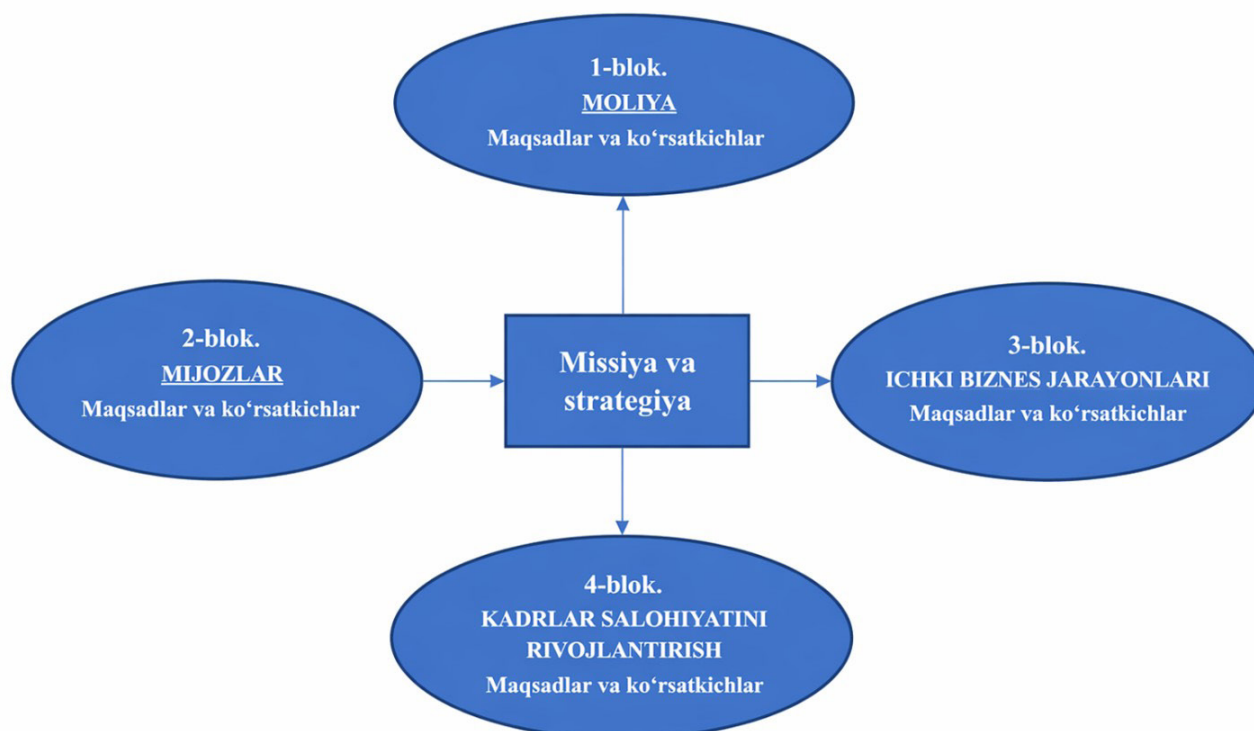 1-blok.
MOLIYA
Maqsadlar va ko‘rsatkichlar
2-blok.
MIJOZLAR
Maqsadlar va ko‘rsatkichlar
Missiya va
strategiya
3-blok.
ICHKI BIZNES JARAYONLARI
Maqsadlar va ko‘rsatkichlar
4-blok.
KADRLAR SALOHIYATINI
RIVOJLANTIRISH
Maqsadlar va ko‘rsatkichlar